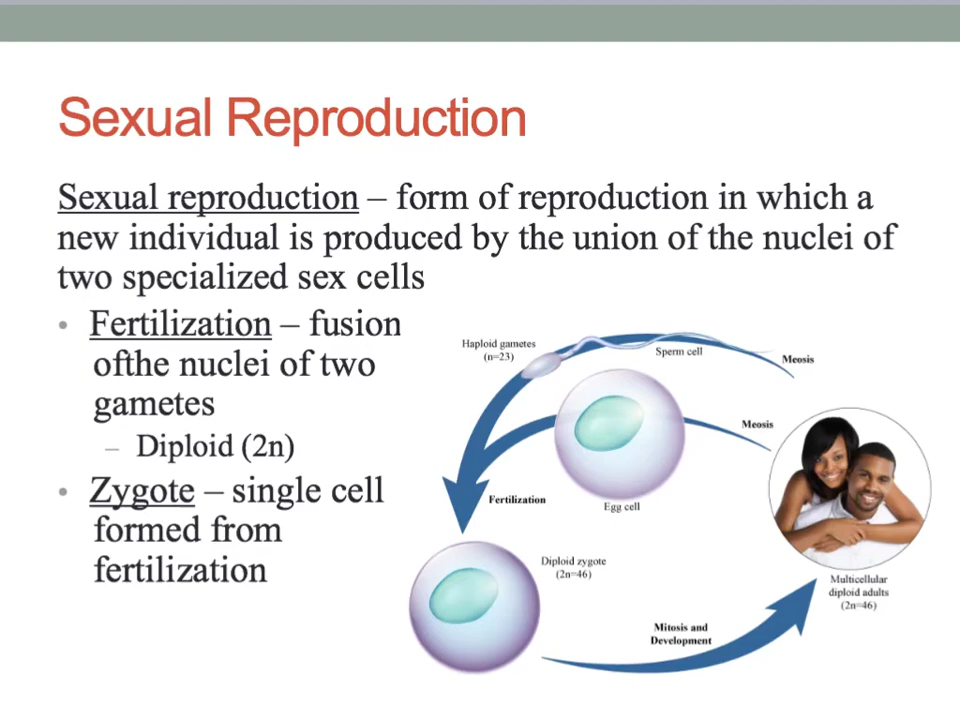 Sexual Reproduction
Sexual reproduction – form of reproduction in which a
new individual is produced by the union of the nuclei of
two specialized sex cells
• Fertilization – fusion
ofthe nuclei of two
gametes
– Diploid (2n)
• Zygote – single cell
formed from
fertilization
Haploid gametes
(n=23)
Sperm cell
Meosis
Meosis
Egg cell
Fertilization
Diploid zygote
(2n=46)
Mitosis and
Development
Multicellular
diploid adults
(2n=46)